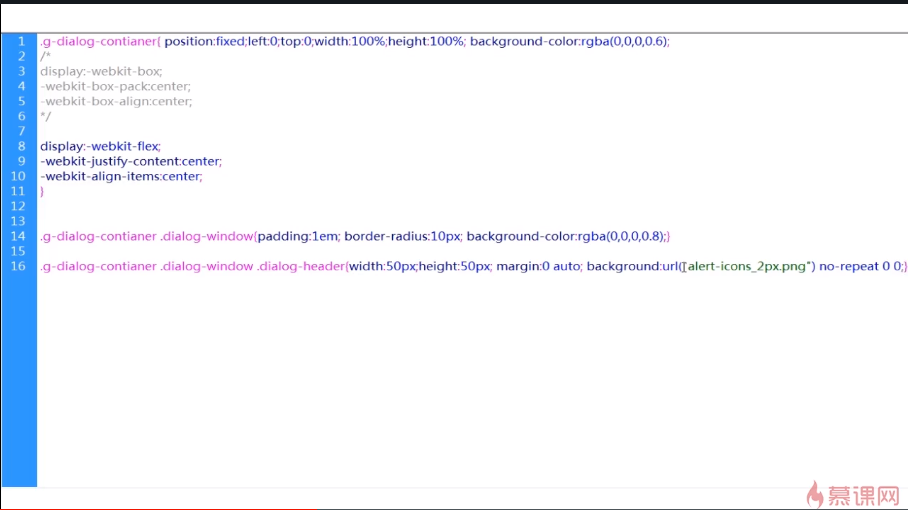 1 .g-dialog-contianer{ position:fixed;left:0;top:0;width:100%;height:100%; background-color:rgba(0,0,0,0.6);
2 /*
3 display:-webkit-box;
4 -webkit-box-pack:center;
5 -webkit-box-align:center;
6 */
7
8 display:-webkit-flex;
9 -webkit-justify-content:center;
10 -webkit-align-items:center;
11 }
12
13
14 .g-dialog-contianer .dialog-window{padding:1em; border-radius:10px; background-color:rgba(0,0,0,0.8);}
15
16 .g-dialog-contianer .dialog-window .dialog-header{width:50px;height:50px; margin:0 auto; background:url("alert-icons_2px.png") no-repeat 0 0;}
慕课网